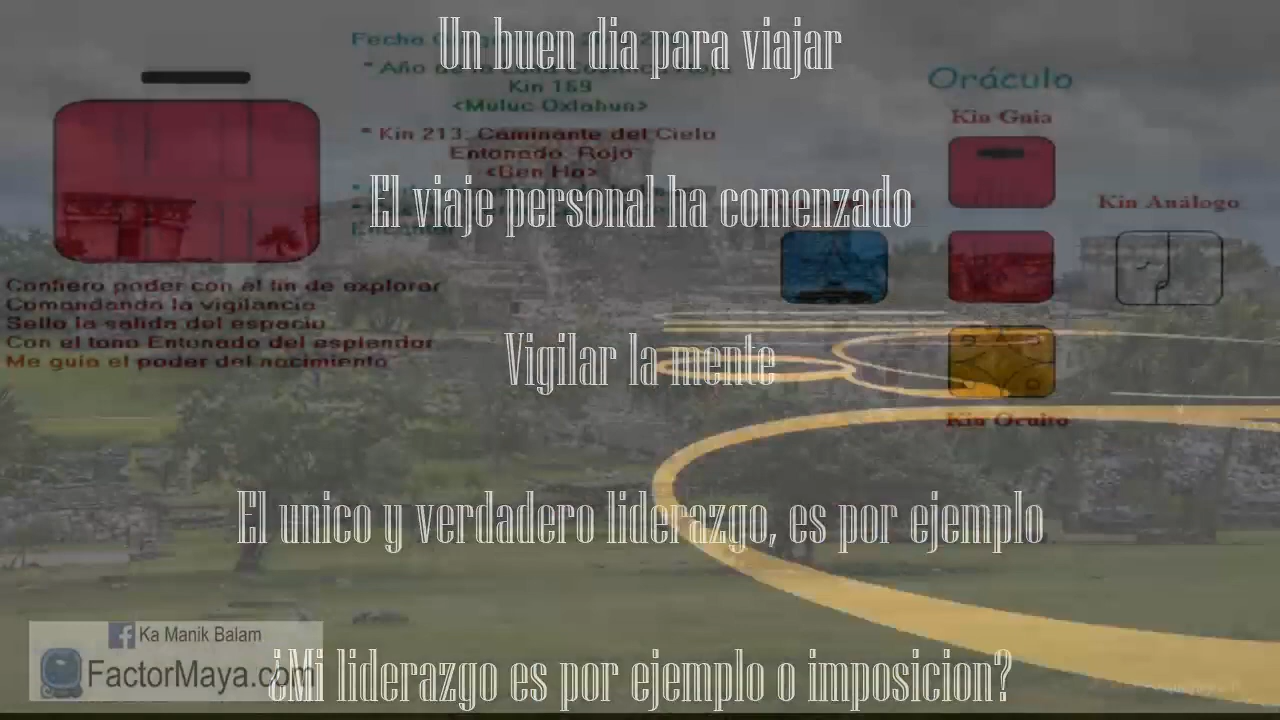 Un buen dia para viajar
Oráculo
Kin Guia
Kin 169
<Muluc Oxlahun>
* Kin 213: Caminante del Cielo
Entonado Rojo
<Ben Ho>
El viaje personal ha comenzado
Kin Análogo
Confiero poder con el fin de explorar
Comandando la vigilancia
Sello la salida del espacio
Con el tono Entonado del esplendor
Me guia el poder del nacimiento
Vigilar la mente
Kin Oculto
El unico y verdadero liderazgo, es por ejemplo
Ka Manik Balam
FactorMaya.com
¿Mi liderazgo es por ejemplo o imposicion?